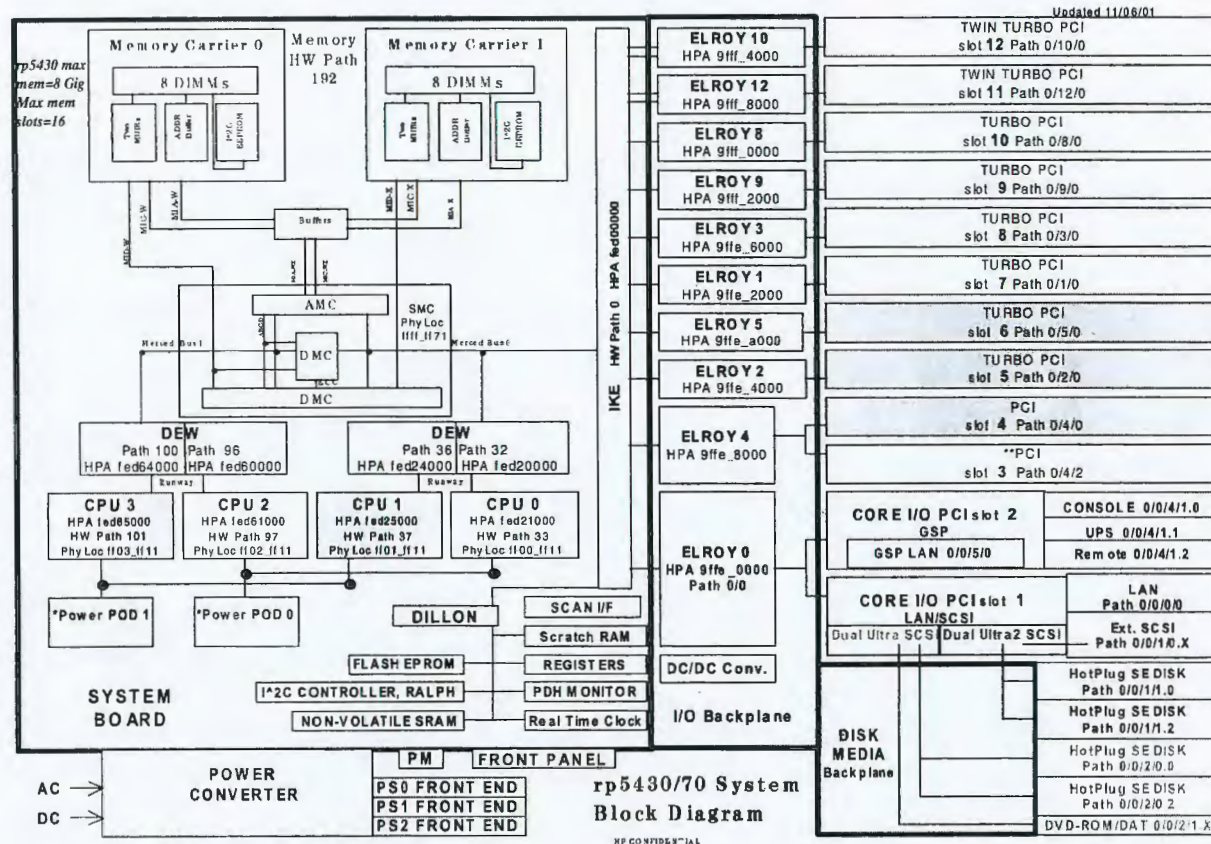 Updated 11/06/01
Memory Carrier 0
Memory
HW Path
192
Memory Carrier 1
rp5430 max
mem=8 Gig
Max mem
slots=16
8 DIMMs
8 DIMMs
Two
ADDR
Buffer
I^2C
EEPROM
Two
ADDR
Buffer
I^2C
EEPROM
MIC-W
MIA-W
MIC X
MIA X
Buffers
AMC
SMC
Phy Loc
ffff_ff71
Merced Bus1
Merced Bus0
DMC
DMC
DEW
Path 100
Path 96
HPA fed64000
HPA fed60000
Runway
DEW
Path 36
Path 32
HPA fed24000
HPA fed20000
Runway
CPU 3
HPA fed65000
HW Path 101
Phy Loc ff03_ff11
CPU 2
HPA fed61000
HW Path 97
Phy Loc ff02_ff11
CPU 1
HPA fed25000
HW Path 37
Phy Loc ff01_ff11
CPU 0
HPA fed21000
HW Path 33
Phy Loc ff00_ff11
*Power POD 1
*Power POD 0
DILLON
SCAN I/F
Scratch RAM
FLASH EPROM
REGISTERS
I^2C CONTROLLER, RALPH
PDH MONITOR
NON-VOLATILE SRAM
Real Time Clock
SYSTEM
BOARD
IKE HW Path 0 HPA fed00000
ELROY 10
HPA 9fff_4000
ELROY 12
HPA 9fff_8000
ELROY 8
HPA 9fff_0000
ELROY 9
HPA 9fff_2000
ELROY 3
HPA 9ffe_6000
ELROY 1
HPA 9ffe_2000
ELROY 5
HPA 9ffe_a000
ELROY 2
HPA 9ffe_4000
ELROY 4
HPA 9ffe_8000
ELROY 0
HPA 9ffe_0000
Path 0/0
DC/DC Conv.
I/O Backplane
TWIN TURBO PCI
slot 12 Path 0/10/0
TWIN TURBO PCI
slot 11 Path 0/12/0
TURBO PCI
slot 10 Path 0/8/0
TURBO PCI
slot 9 Path 0/9/0
TURBO PCI
slot 8 Path 0/3/0
TURBO PCI
slot 7 Path 0/1/0
TURBO PCI
slot 6 Path 0/5/0
TURBO PCI
slot 5 Path 0/2/0
PCI
slot 4 Path 0/4/0
**PCI
slot 3 Path 0/4/2
CORE I/O PCI slot 2
GSP
GSP LAN 0/0/5/0
CONSOLE 0/0/4/1.0
UPS 0/0/4/1.1
Remote 0/0/4/1.2
CORE I/O PCI slot 1
LAN/SCSI
Dual Ultra SCSI
Dual Ultra2 SCSI
LAN
Path 0/0/0/0
Ext. SCSI
Path 0/0/1/0.X
DISK
MEDIA
Backplane
HotPlug SE DISK
Path 0/0/1/1.0
HotPlug SE DISK
Path 0/0/1/1.2
HotPlug SE DISK
Path 0/0/2/0.0
HotPlug SE DISK
Path 0/0/2/0 2
DVD-ROM/DAT 0/0/2/1 X
AC
DC
POWER
CONVERTER
PM
FRONT PANEL
PS0 FRONT END
PS1 FRONT END
PS2 FRONT END
rp5430/70 System
Block Diagram
HP CONFIDENTIAL